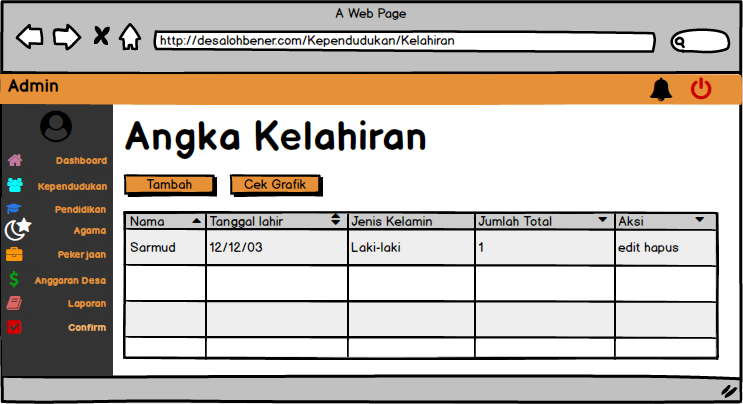 A Web Page
http://desalohbener.com/Kependudukan/Kelahiran
Admin
Dashboard
Kependudukan
Pendidikan
Agama
Pekerjaan
Anggaran Desa
Laporan
Confirm
Angka Kelahiran
Tambah Cek Grafik
Nama Tanggal lahir Jenis Kelamin Jumlah Total Aksi
Sarmud 12/12/03 Laki-laki 1 edit hapus